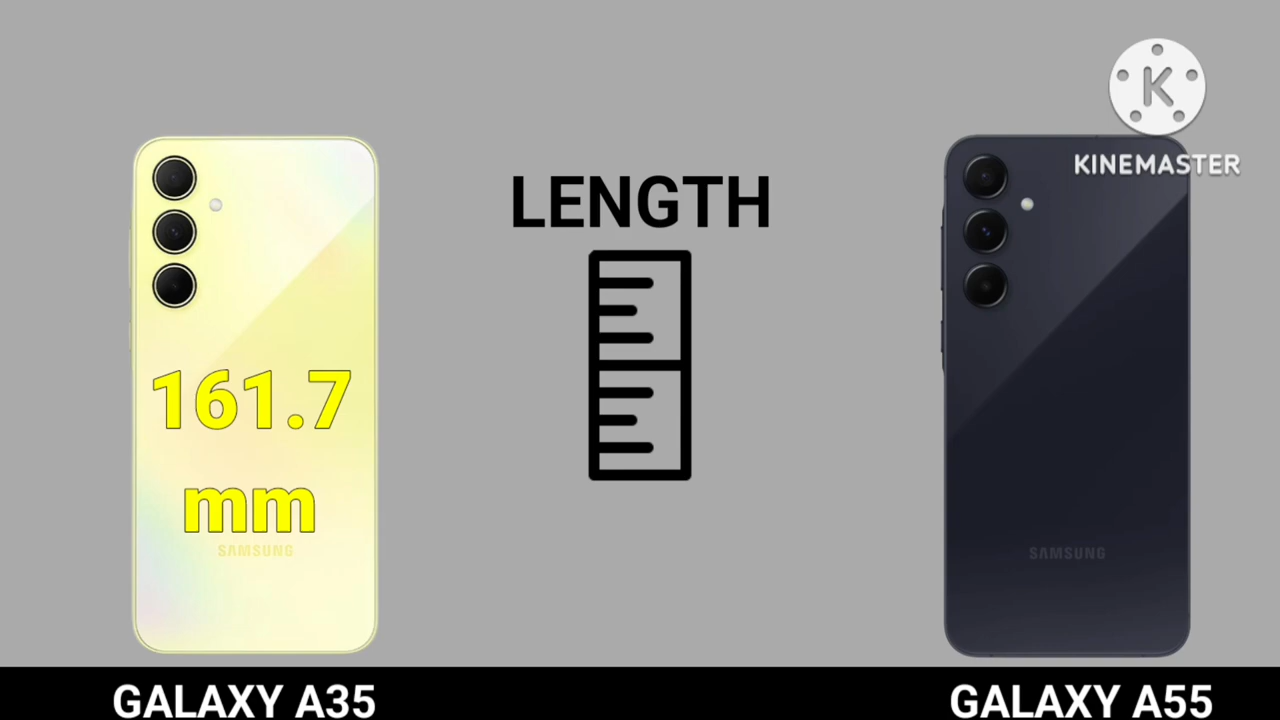 KINEMASTER
LENGTH
161.7
mm
SAMSUNG
SAMSUNG
GALAXY A35
GALAXY A55